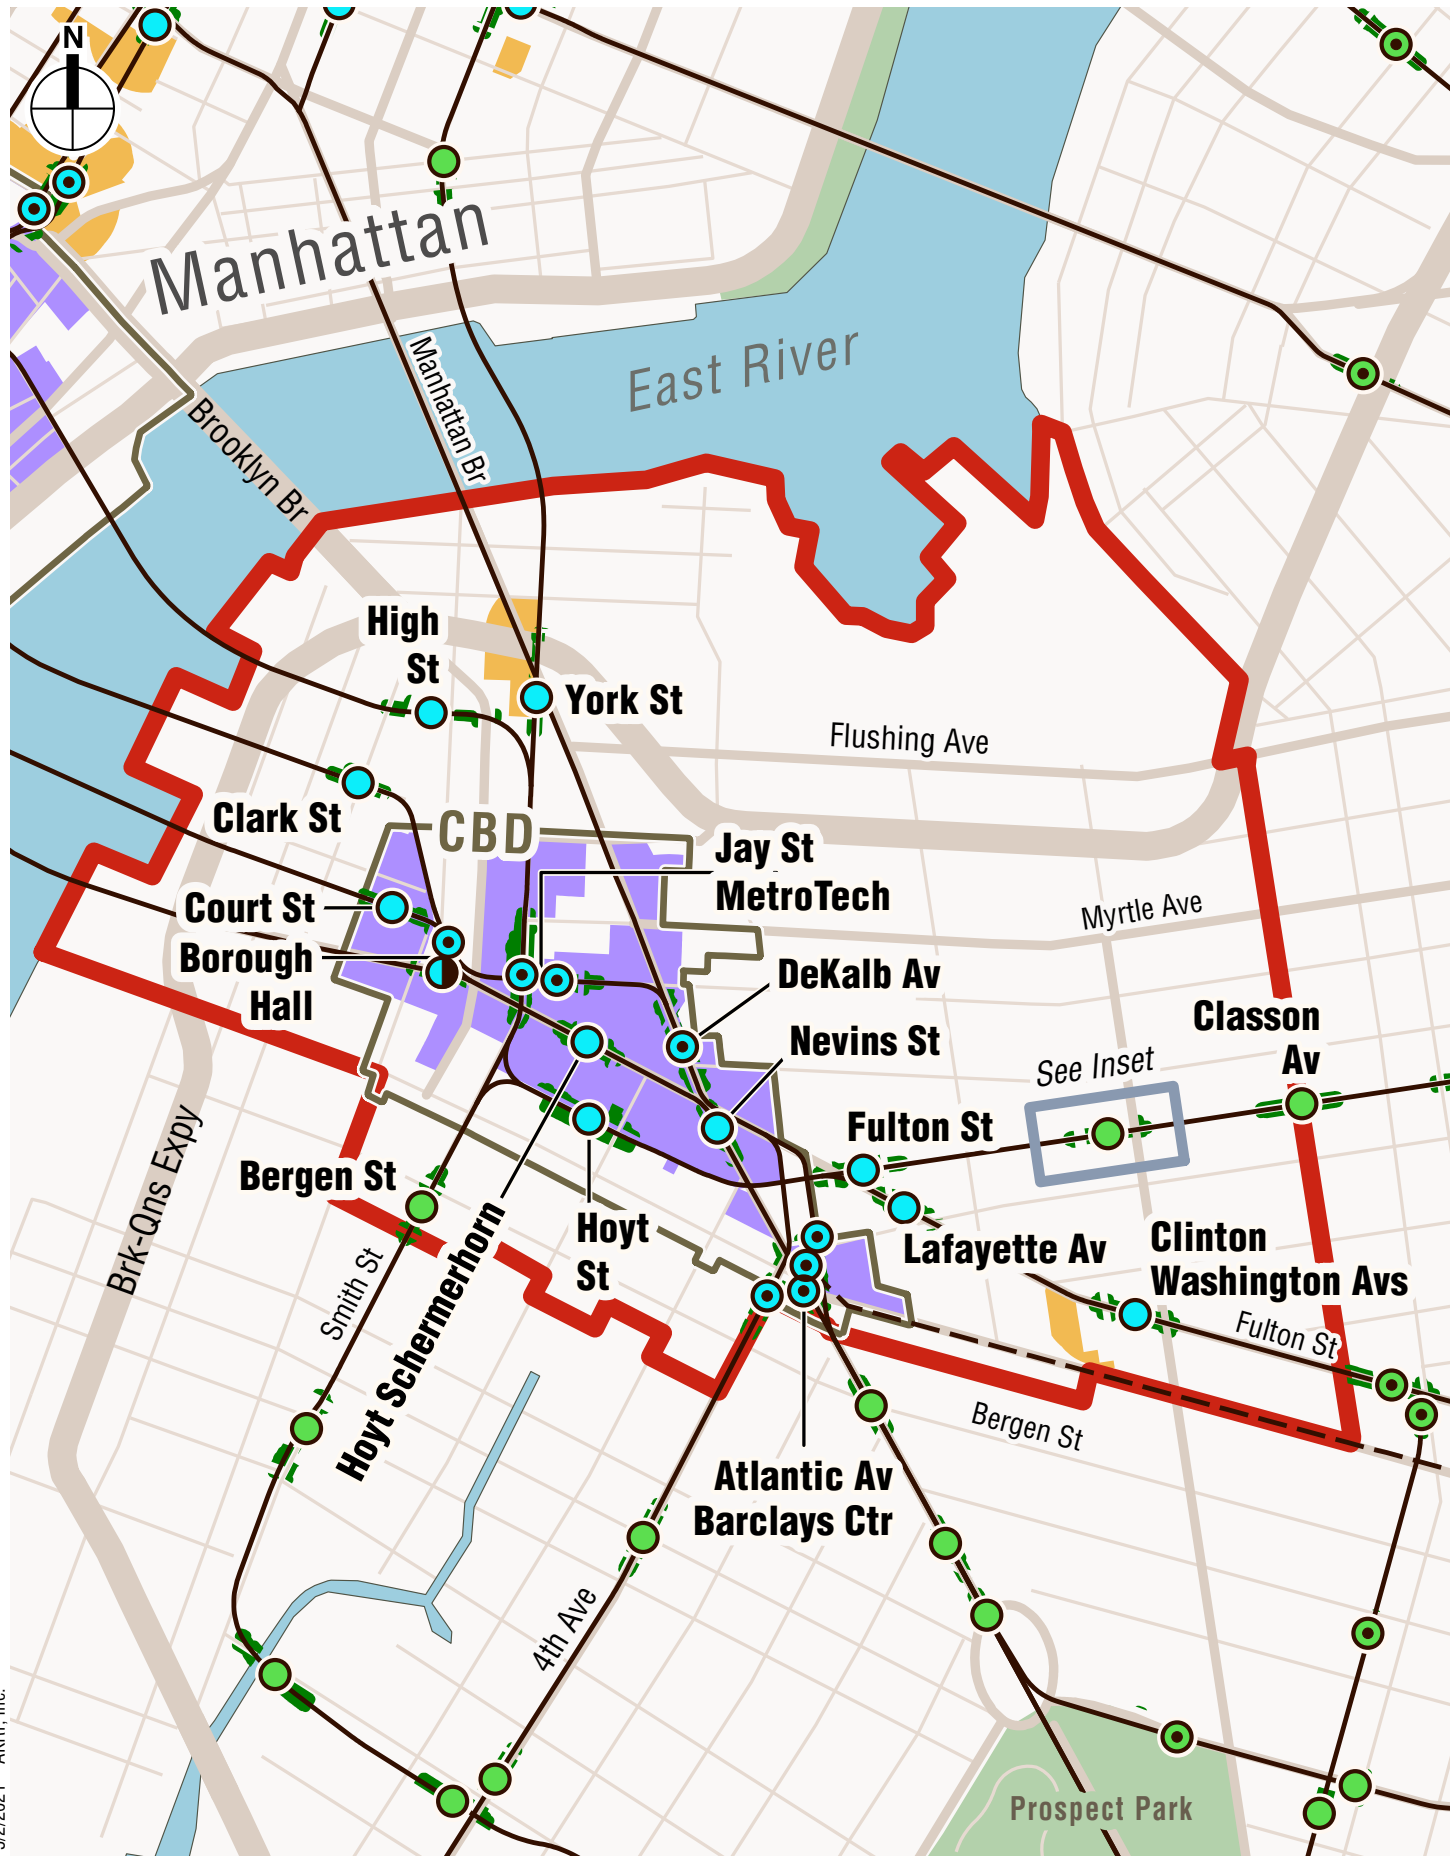 N
Manhattan
East River
Manhattan Br
Brooklyn Br
High
St
York St
Flushing Ave
Clark St
CBD
Jay St
MetroTech
Court St
Myrtle Ave
Borough
Hall
DeKalb Av
Classon
Av
Nevins St
See Inset
Fulton St
Bergen St
Brk-Qns Expy
Hoyt
St
Lafayette Av
Clinton
Washington Avs
Smith St
Hoyt Schermerhorn
Fulton St
Bergen St
Atlantic Av
Barclays Ctr
4th Ave
Prospect Park